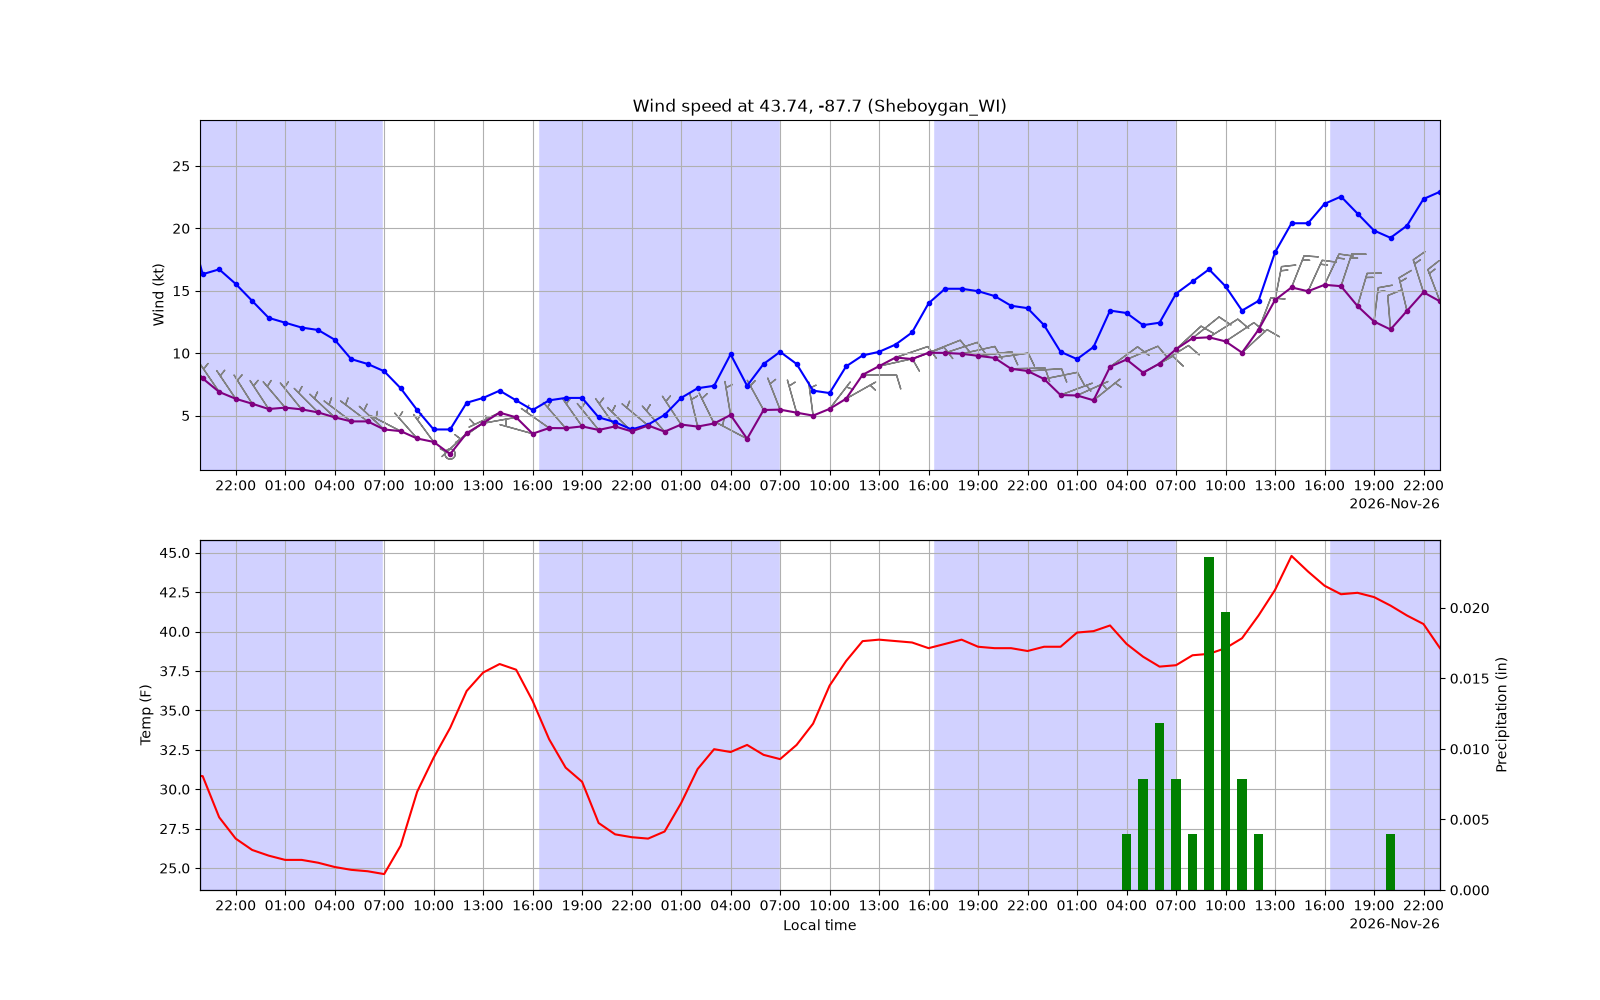 Wind speed at 43.74, -87.7 (Sheboygan_WI)
Wind (kt)
25
20
15
10
5
22:00 01:00 04:00 07:00 10:00 13:00 16:00 19:00 22:00 01:00 04:00 07:00 10:00 13:00 16:00 19:00 22:00 01:00 04:00 07:00 10:00 13:00 16:00 19:00 22:00
2026-Nov-26
Temp (F)
45.0
42.5
40.0
37.5
35.0
32.5
30.0
27.5
25.0
Precipitation (in)
0.020
0.015
0.010
0.005
0.000
22:00 01:00 04:00 07:00 10:00 13:00 16:00 19:00 22:00 01:00 04:00 07:00 10:00 13:00 16:00 19:00 22:00 01:00 04:00 07:00 10:00 13:00 16:00 19:00 22:00
Local time
2026-Nov-26